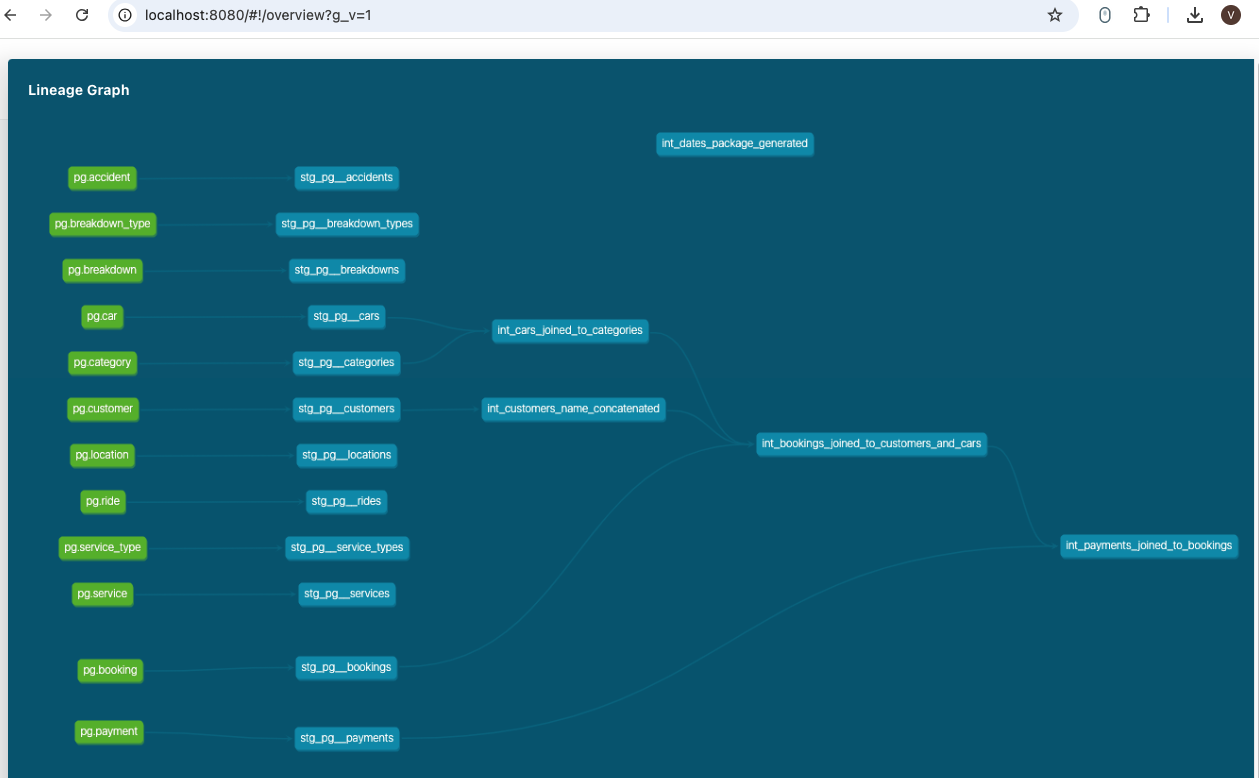 localhost:8080/#!/overview?g_v=1
V
Lineage Graph
int_dates_package_generated
pg.accident
stg_pg__accidents
pg.breakdown_type
stg_pg__breakdown_types
pg.breakdown
stg_pg__breakdowns
pg.car
stg_pg__cars
int_cars_joined_to_categories
pg.category
stg_pg__categories
pg.customer
stg_pg__customers
int_customers_name_concatenated
int_bookings_joined_to_customers_and_cars
pg.location
stg_pg__locations
pg.ride
stg_pg__rides
pg.service_type
stg_pg__service_types
int_payments_joined_to_bookings
pg.service
stg_pg__services
pg.booking
stg_pg__bookings
pg.payment
stg_pg__payments